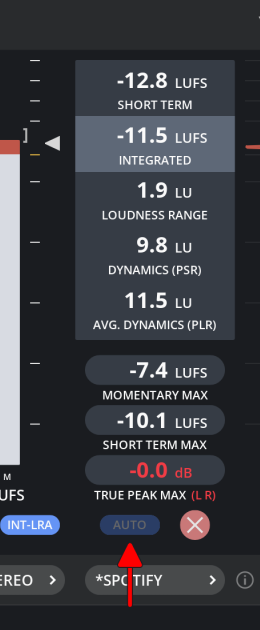 -12.8 LUFS
SHORT TERM
-11.5 LUFS
INTEGRATED
1.9 LU
LOUDNESS RANGE
9.8 LU
DYNAMICS (PSR)
11.5 LU
AVG. DYNAMICS (PLR)
-7.4 LUFS
MOMENTARY MAX
-10.1 LUFS
SHORT TERM MAX
-0.0 dB
M
UFS
TRUE PEAK MAX (L R)
INT-LRA
AUTO
EREO >
*SPOTIFY >